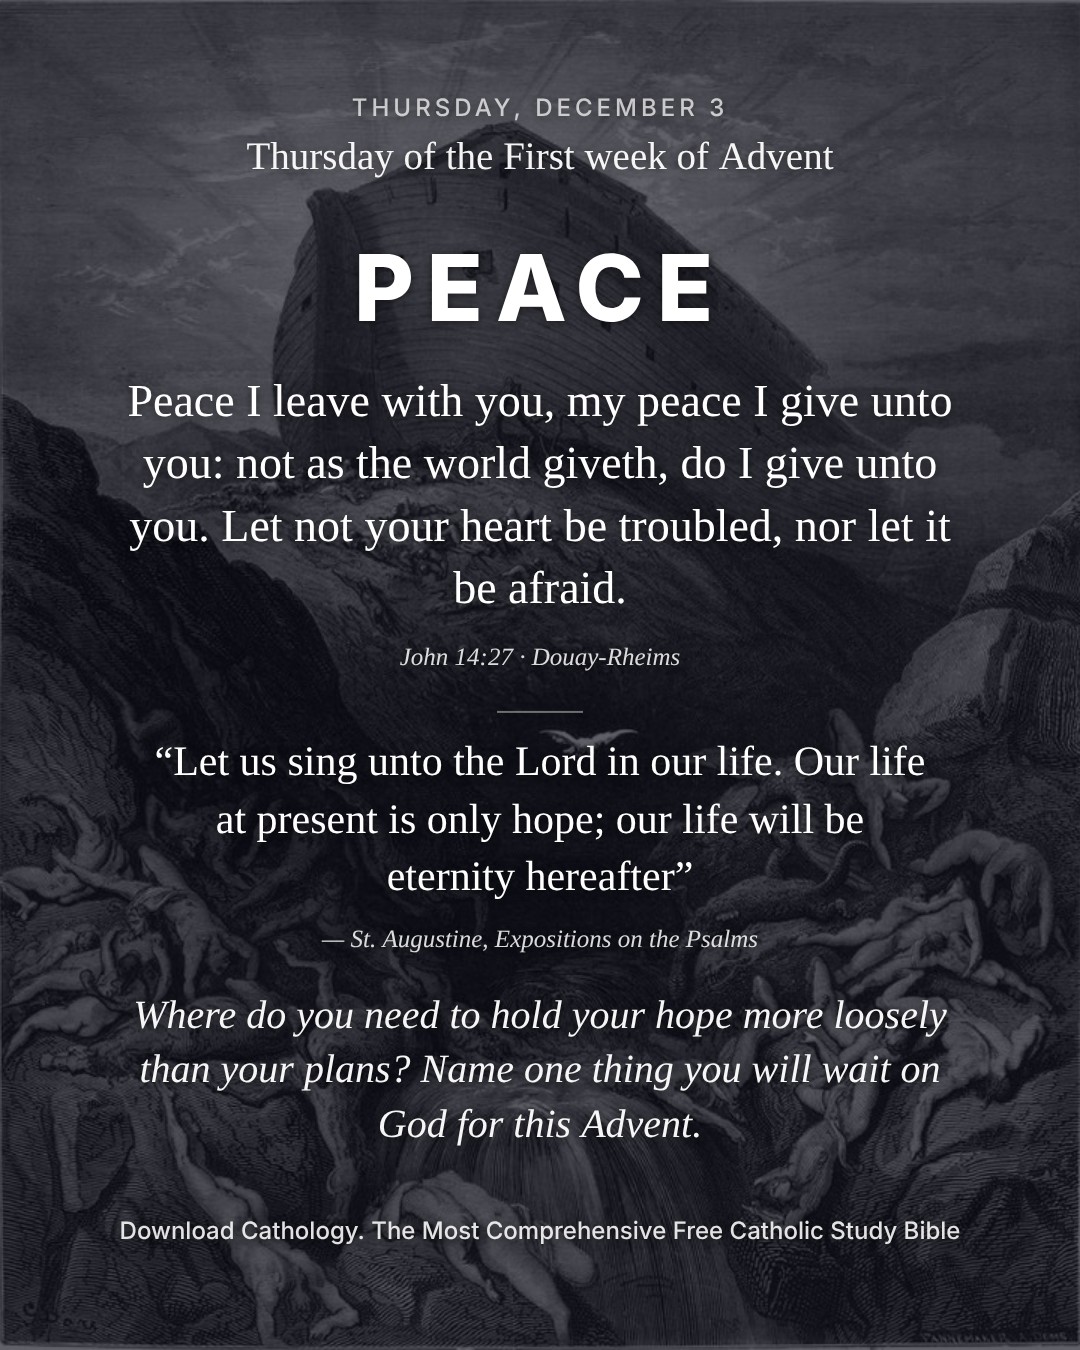 THURSDAY, DECEMBER 3
Thursday of the First week of Advent
PEACE
Peace I leave with you, my peace I give unto
you: not as the world giveth, do I give unto
you. Let not your heart be troubled, nor let it
be afraid.
John 14:27 · Douay-Rheims
“Let us sing unto the Lord in our life. Our life
at present is only hope; our life will be
eternity hereafter”
— St. Augustine, Expositions on the Psalms
Where do you need to hold your hope more loosely
than your plans? Name one thing you will wait on
God for this Advent.
Download Cathology. The Most Comprehensive Free Catholic Study Bible